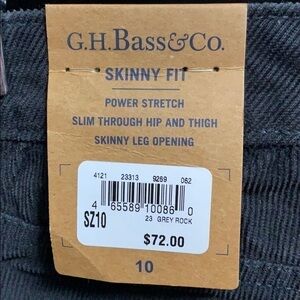 G.H.Bass&Co.
SKINNY FIT
POWER STRETCH
SLIM THROUGH HIP AND THIGH
SKINNY LEG OPENING
4121 23313 9269 062
4 65589 10086 0
SZ10 23 GREY ROCK
$72.00
10